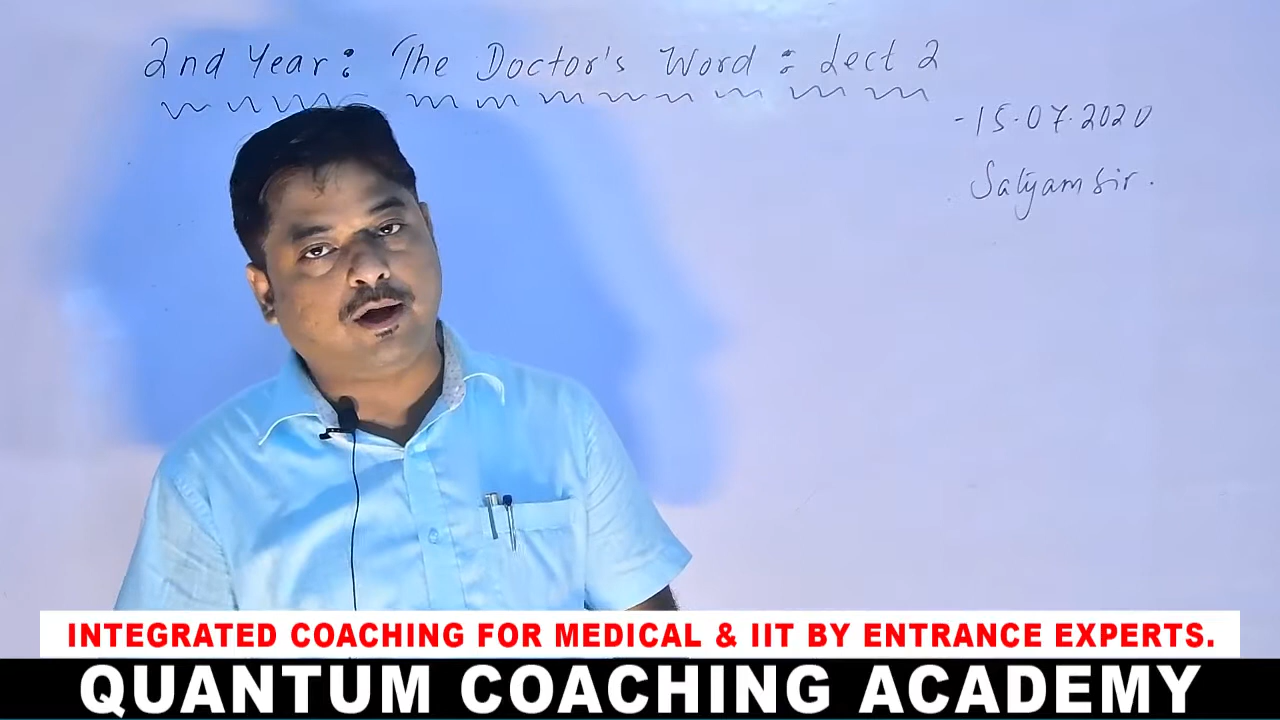 2nd Year: The Doctor's Word : Lect 2
-15.07.2020
Satyam Sir.
INTEGRATED COACHING FOR MEDICAL & IIT BY ENTRANCE EXPERTS.
QUANTUM COACHING ACADEMY